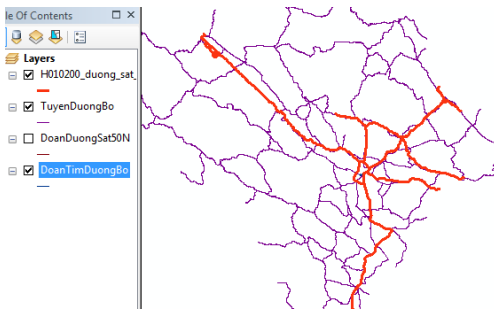 le Of Contents
Layers
H010200_duong_sat_
TuyenDuongBo
DoanDuongSat50N
DoanTimDuongBo